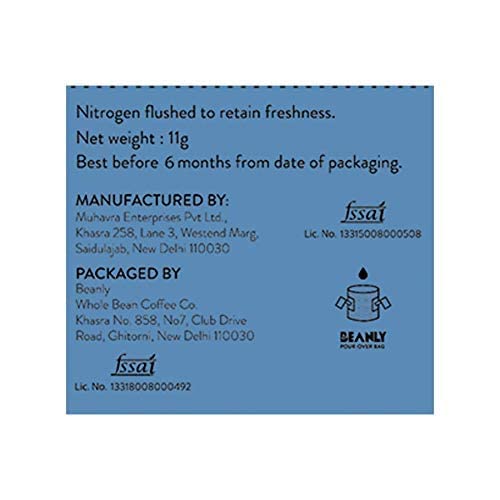 Nitrogen flushed to retain freshness.
Net weight : 11g
Best before 6 months from date of packaging.
MANUFACTURED BY:
Muhavra Enterprises Pvt Ltd.,
Khasra 258, Lane 3, Westend Marg,
Saidulajab, New Delhi 110030
fssai
Lic. No. 13315008000508
PACKAGED BY
Beanly
Whole Bean Coffee Co.
Khasra No. 858, No7, Club Drive
Road, Ghitorni, New Delhi 110030
fssai
Lic. No. 13318008000492
BEANLY
POUR OVER BAG